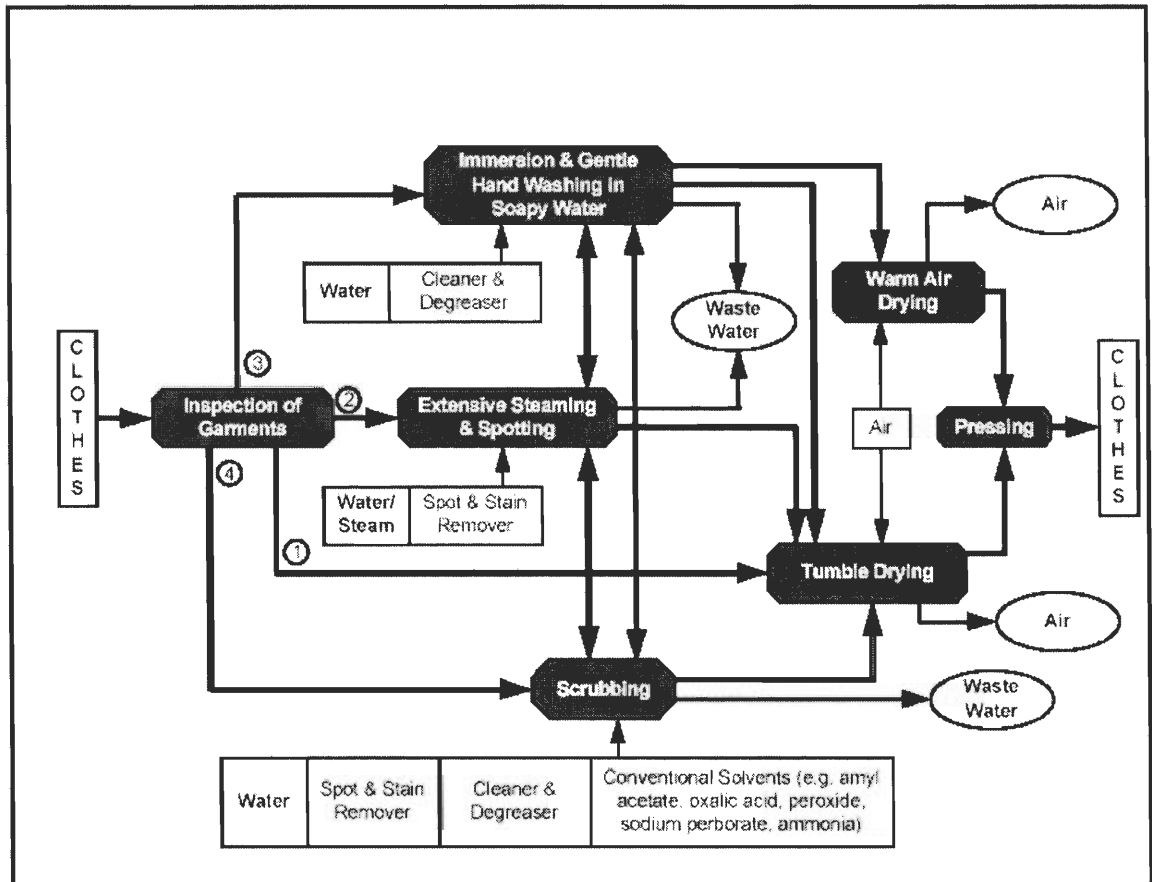 Immersion & Gentle
Hand Washing in
Soapy Water
Air
Water
Cleaner &
Degreaser
Warm Air
Drying
Waste
Water
CLOTHES
3
Inspection of
Garments
2
Extensive Steaming
& Spotting
Air
Pressing
CLOTHES
4
Water/
Steam
Spot & Stain
Remover
1
Tumble Drying
Air
Scrubbing
Waste
Water
Water
Spot & Stain
Remover
Cleaner &
Degreaser
Conventional Solvents (e.g. amyl
acetate, oxalic acid, peroxide,
sodium perborate, ammonia)